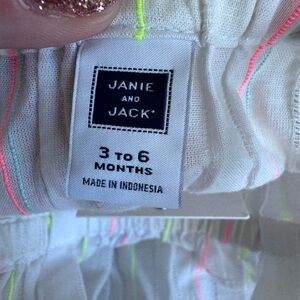 JANIE
AND
JACK
3 TO 6
MONTHS
MADE IN INDONESIA